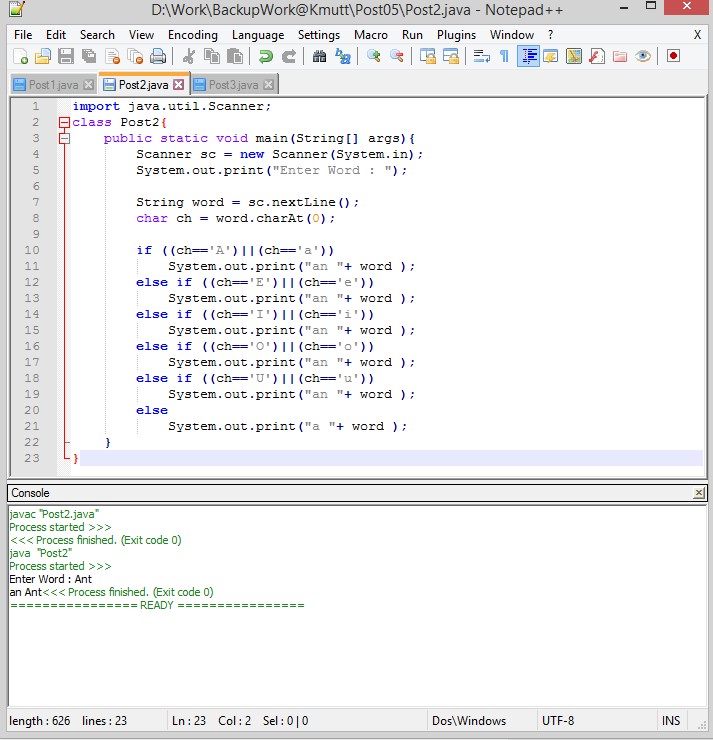 D:\Work\BackupWork@Kmutt\Post05\Post2.java - Notepad++
File Edit Search View Encoding Language Settings Macro Run Plugins Window ? X
Post1.java Post2.java Post3.java
1 import java.util.Scanner;
2 class Post2{
3 public static void main(String[] args){
4 Scanner sc = new Scanner(System.in);
5 System.out.print("Enter Word : ");
6
7 String word = sc.nextLine();
8 char ch = word.charAt(0);
9
10 if ((ch=='A')||(ch=='a'))
11 System.out.print("an "+ word );
12 else if ((ch=='E')||(ch=='e'))
13 System.out.print("an "+ word );
14 else if ((ch=='I')||(ch=='i'))
15 System.out.print("an "+ word );
16 else if ((ch=='O')||(ch=='o'))
17 System.out.print("an "+ word );
18 else if ((ch=='U')||(ch=='u'))
19 System.out.print("an "+ word );
20 else
21 System.out.print("a "+ word );
22 }
23 }
Console
javac "Post2.java"
Process started >>>
<<< Process finished. (Exit code 0)
java "Post2"
Process started >>>
Enter Word : Ant
an Ant<<< Process finished. (Exit code 0)
================ READY ================
length : 626 lines : 23 Ln : 23 Col : 2 Sel : 0 | 0 Dos\Windows UTF-8 INS